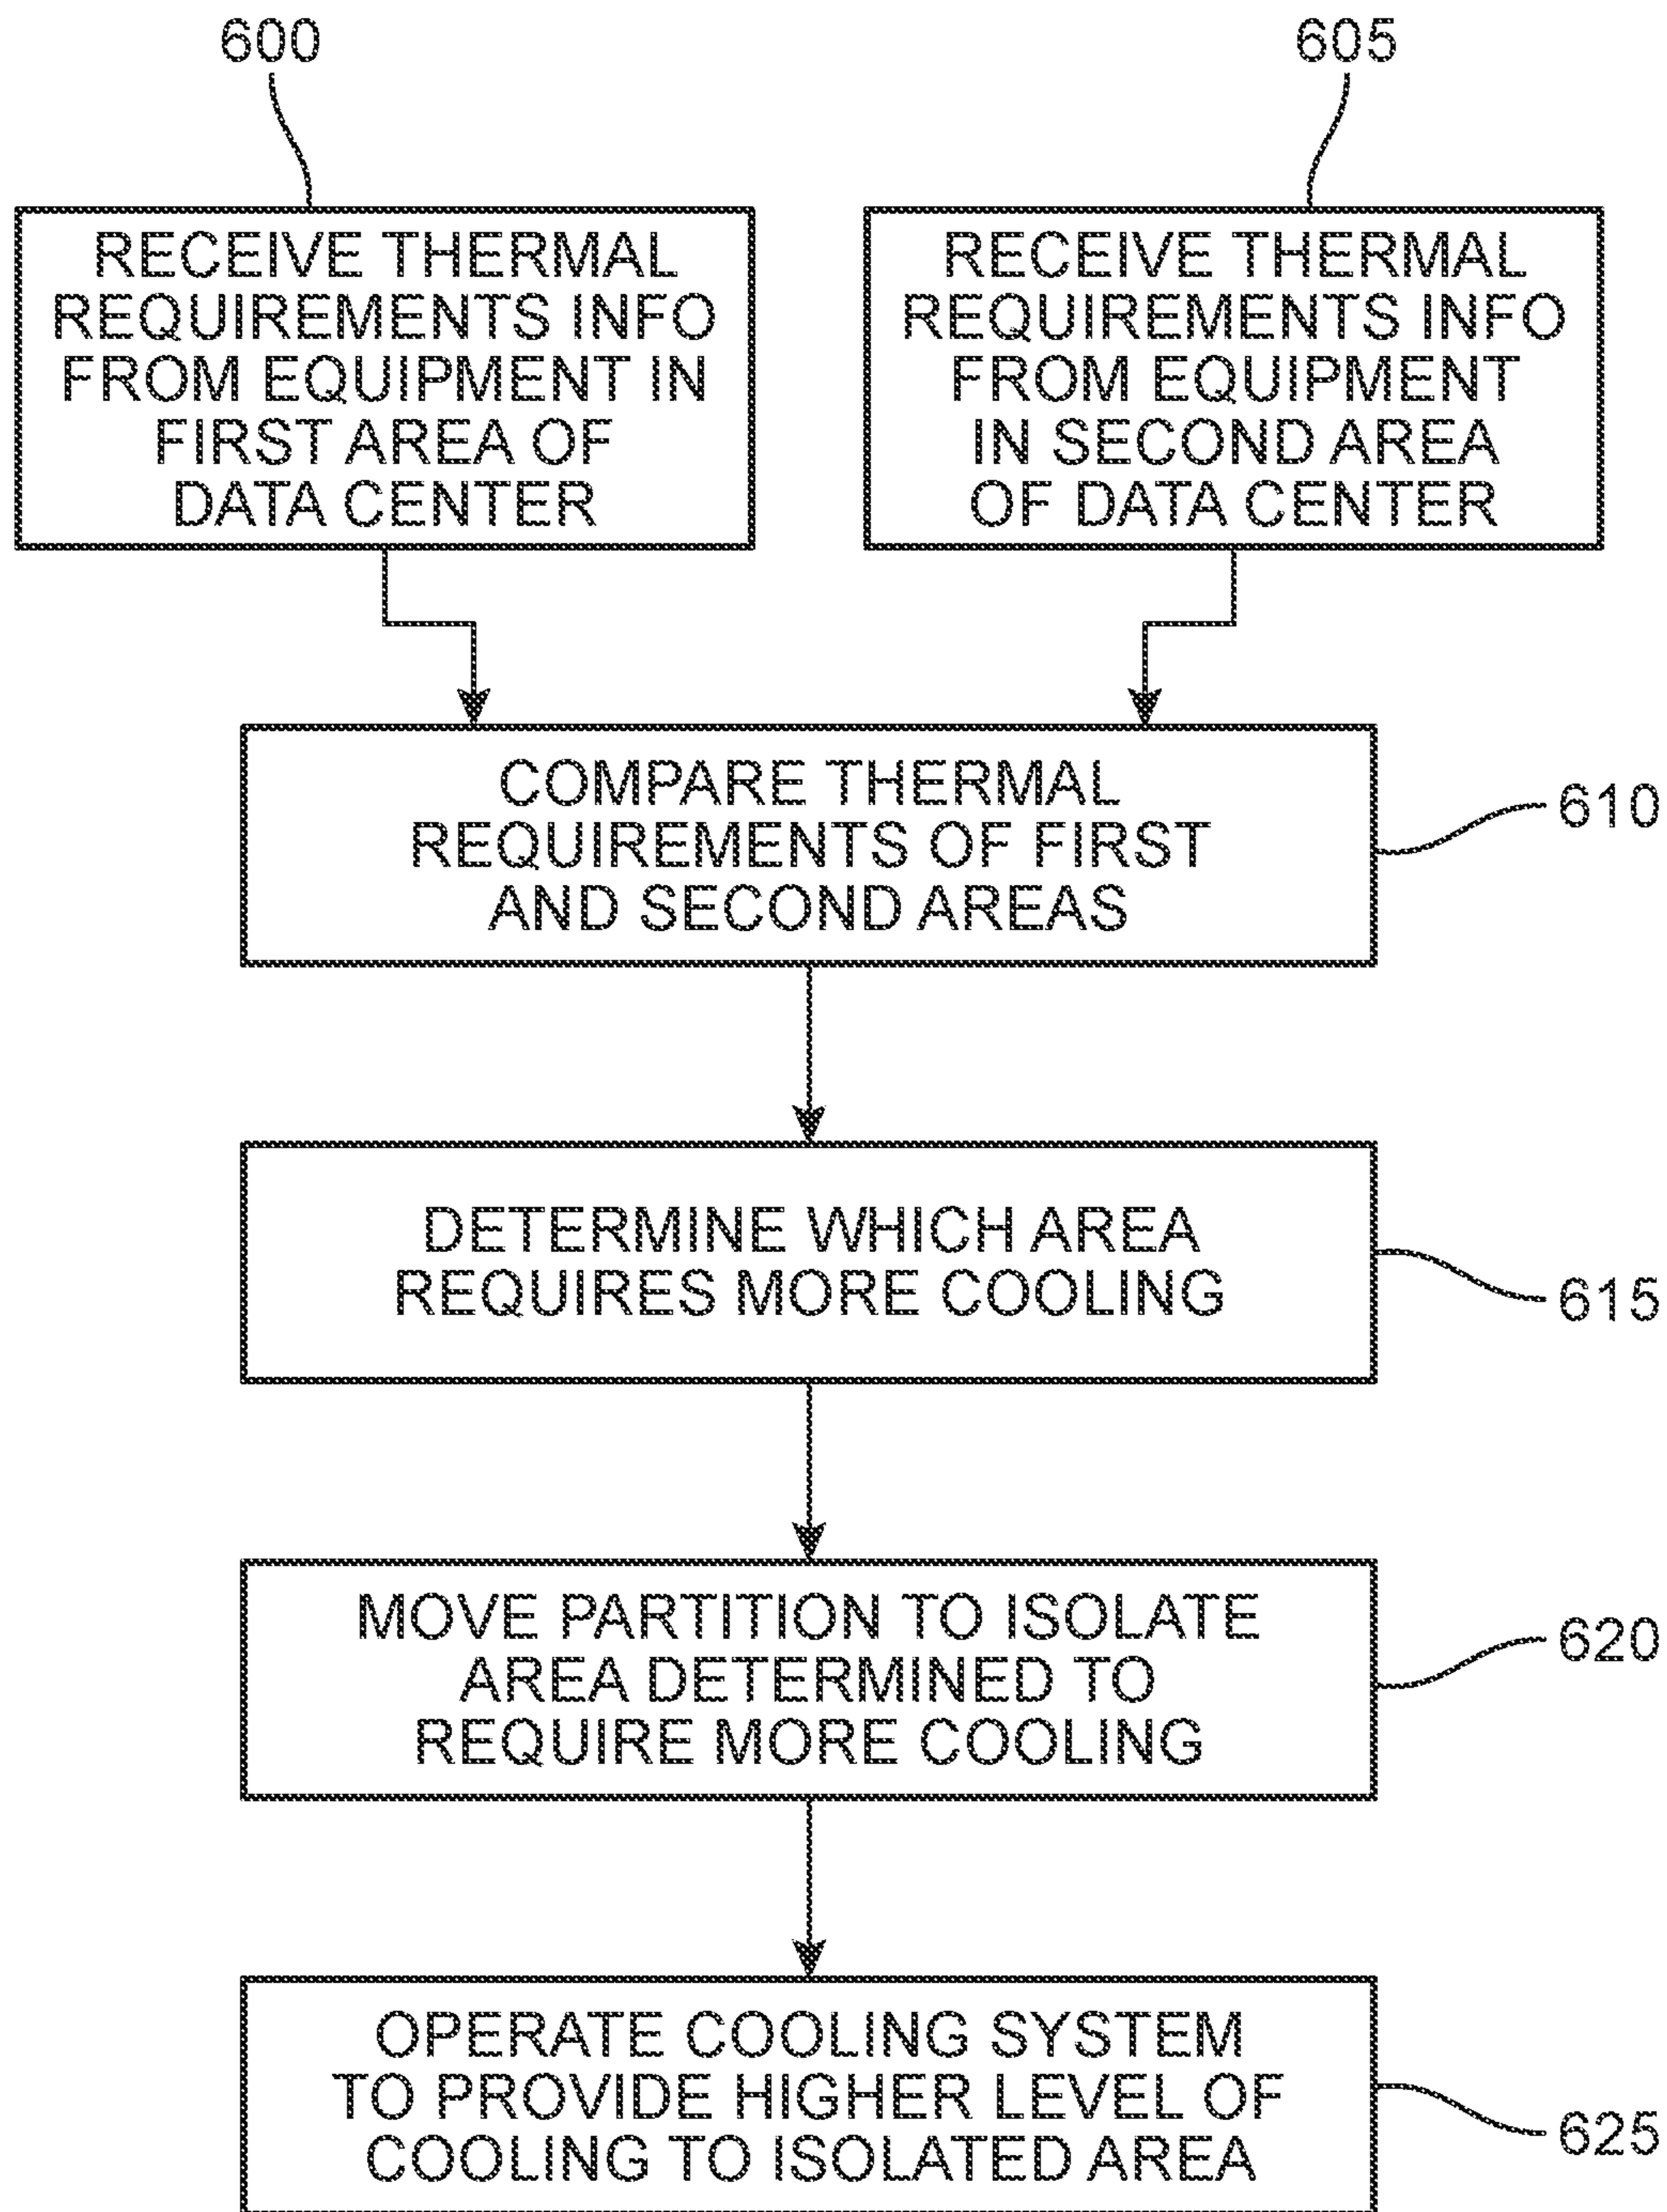 600
605
RECEIVE THERMAL
REQUIREMENTS INFO
FROM EQUIPMENT IN
FIRST AREA OF
DATA CENTER
RECEIVE THERMAL
REQUIREMENTS INFO
FROM EQUIPMENT
IN SECOND AREA
OF DATA CENTER
COMPARE THERMAL
REQUIREMENTS OF FIRST
AND SECOND AREAS
610
DETERMINE WHICH AREA
REQUIRES MORE COOLING
615
MOVE PARTITION TO ISOLATE
AREA DETERMINED TO
REQUIRE MORE COOLING
620
OPERATE COOLING SYSTEM
TO PROVIDE HIGHER LEVEL OF
COOLING TO ISOLATED AREA
625